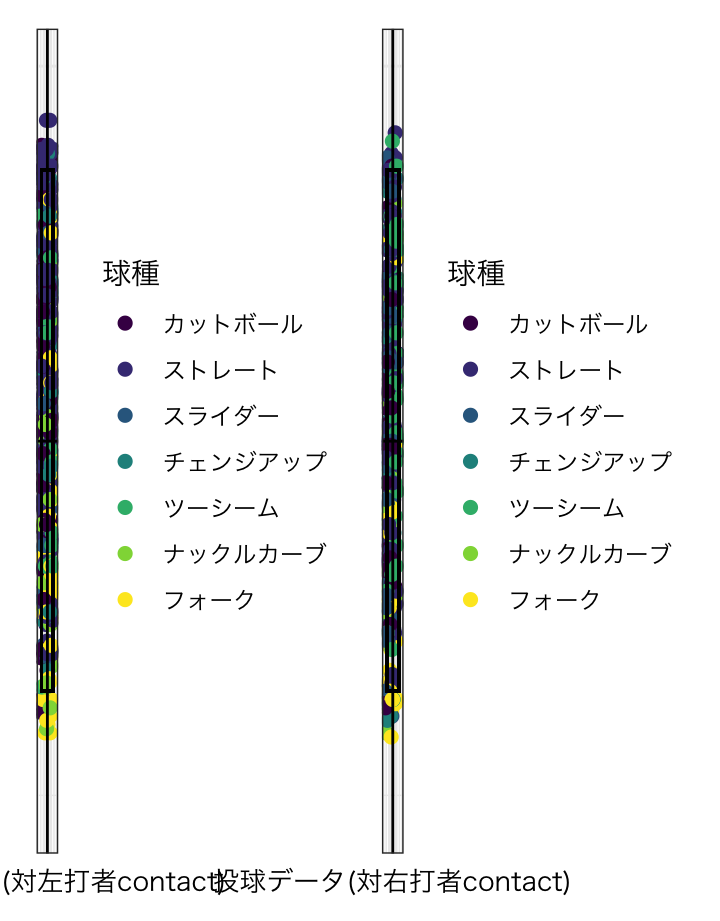 球種
カットボール
ストレート
スライダー
チェンジアップ
ツーシーム
ナックルカーブ
フォーク
球種
カットボール
ストレート
スライダー
チェンジアップ
ツーシーム
ナックルカーブ
フォーク
(対左打者contact)
投球データ(対右打者contact)